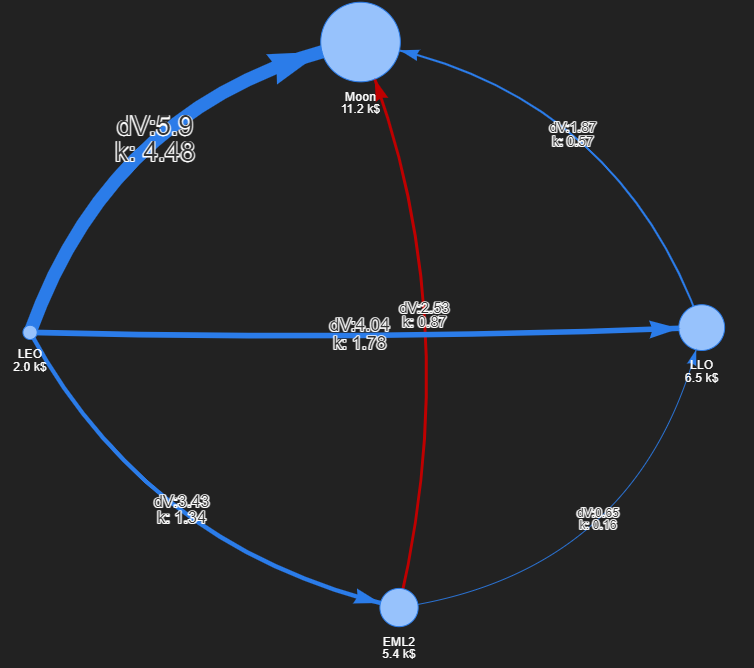 Moon
11.2 k$
dV:5.9
k: 4.48
dV:1.87
k: 0.57
dV:2.53
k: 0.87
dV:4.04
k: 1.78
LEO
2.0 k$
LLO
6.5 k$
dV:3.43
k: 1.34
dV:0.65
k: 0.16
EML2
5.4 k$